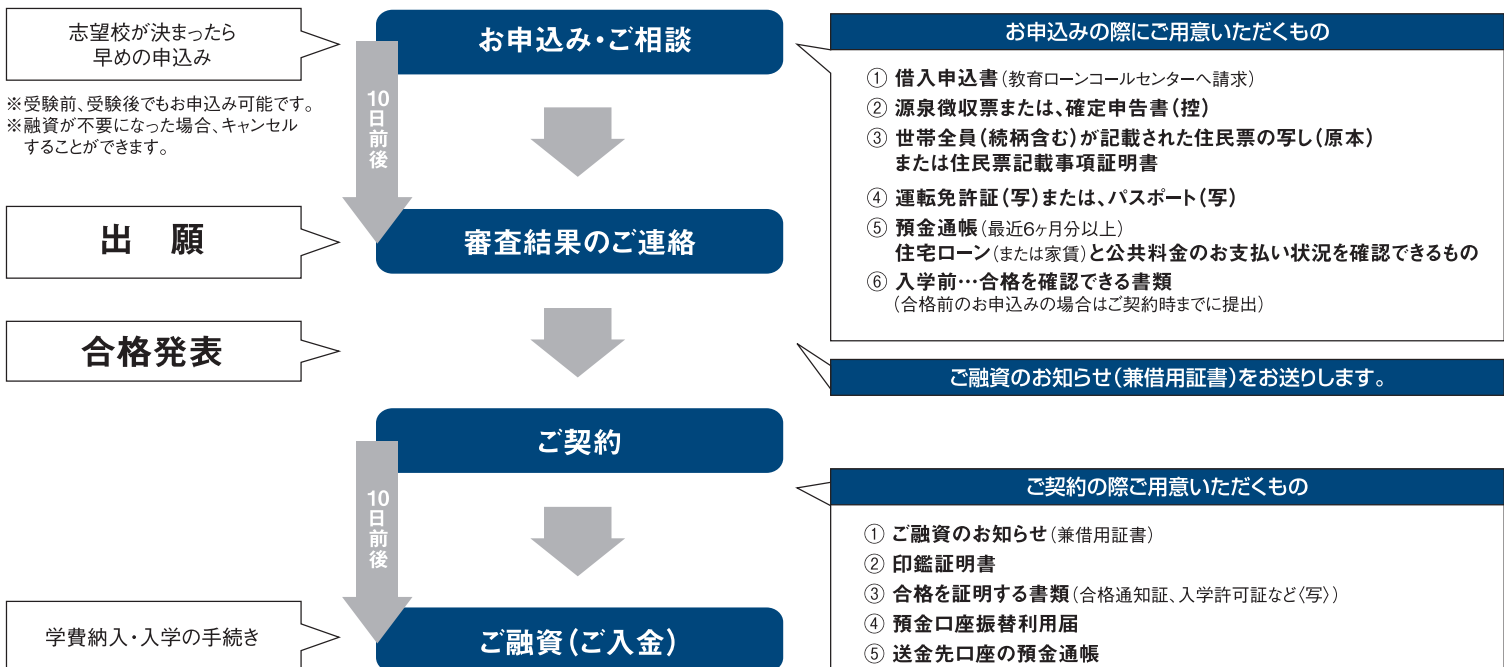 志望校が決まったら
早めの申込み
※受験前、受験後でもお申込み可能です。
※融資が不要になった場合、キャンセル
することができます。
お申込み・ご相談
10日前後
出　願
審査結果のご連絡
合格発表
ご契約
10日前後
学費納入・入学の手続き
ご融資(ご入金)
お申込みの際にご用意いただくもの
① 借入申込書(教育ローンコールセンターへ請求)
② 源泉徴収票または、確定申告書(控)
③ 世帯全員(続柄含む)が記載された住民票の写し(原本)
または住民票記載事項証明書
④ 運転免許証(写)または、パスポート(写)
⑤ 預金通帳(最近6ヶ月分以上)
住宅ローン(または家賃)と公共料金のお支払い状況を確認できるもの
⑥ 入学前…合格を確認できる書類
(合格前のお申込みの場合はご契約時までに提出)
ご融資のお知らせ(兼借用証書)をお送りします。
ご契約の際ご用意いただくもの
① ご融資のお知らせ(兼借用証書)
② 印鑑証明書
③ 合格を証明する書類(合格通知証、入学許可証など〈写〉)
④ 預金口座振替利用届
⑤ 送金先口座の預金通帳